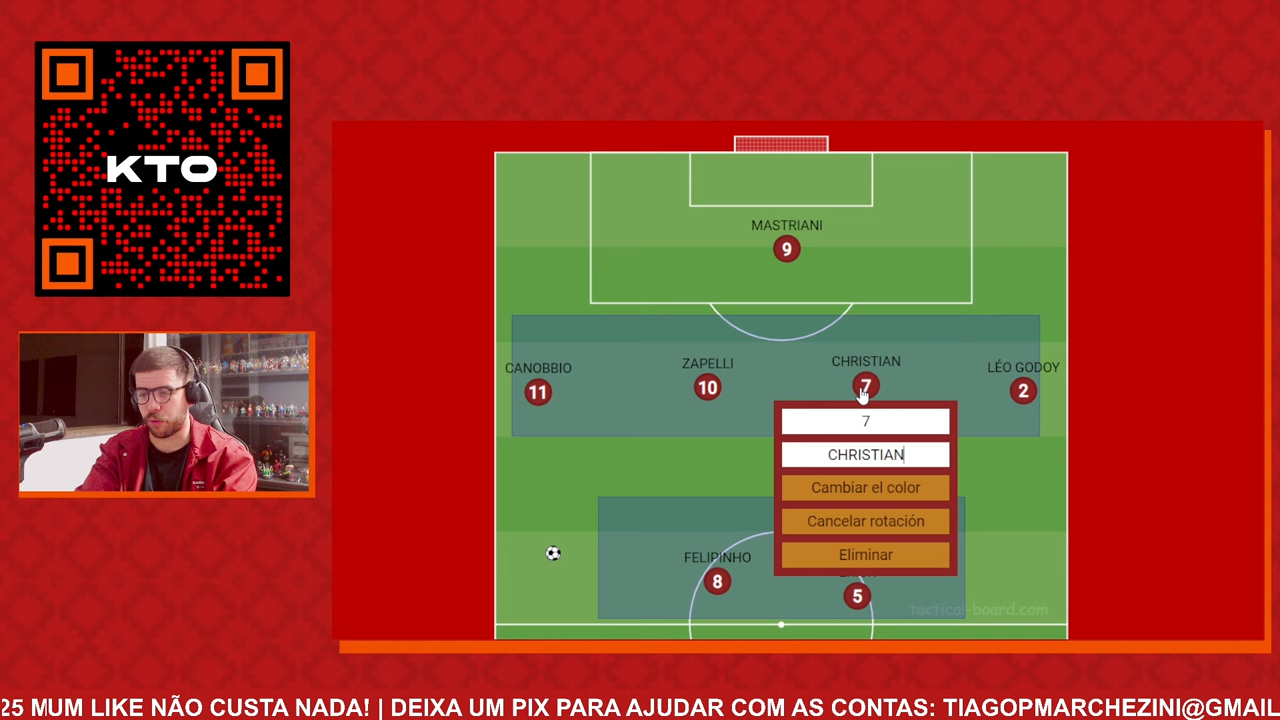 KTO
MASTRIANI
9
CANOBBIO
ZAPELLI
CHRISTIAN
LÉO GODOY
11
10
7
2
7
CHRISTIAN
Cambiar el color
Cancelar rotación
Eliminar
FELIPINHO
8
5
tactical-board.com
25 MUM LIKE NÃO CUSTA NADA! | DEIXA UM PIX PARA AJUDAR COM AS CONTAS: TIAGOPMARCHEZINI@GMAIL